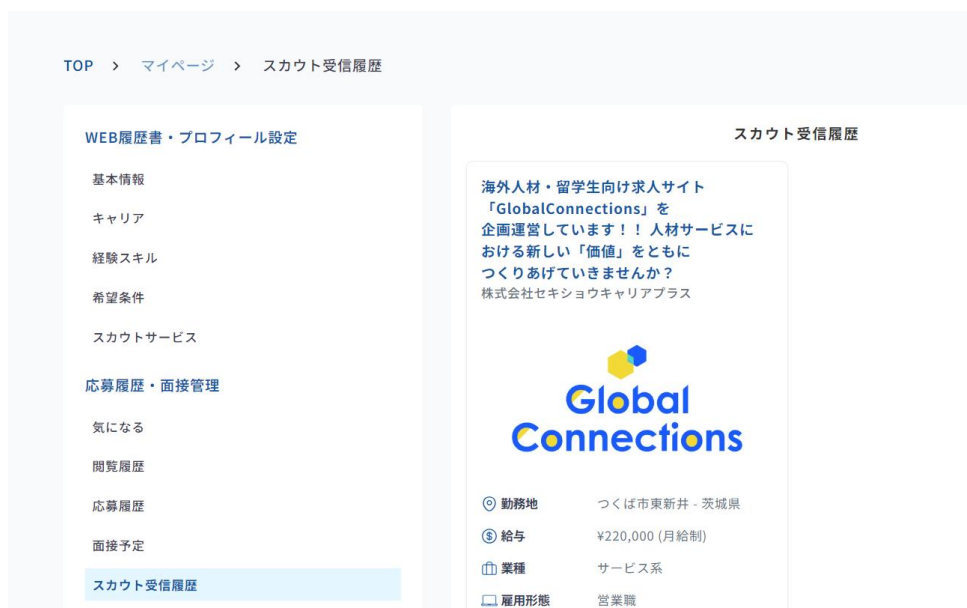 TOP > マイページ > スカウト受信履歴
WEB履歴書・プロフィール設定
基本情報
キャリア
経験スキル
希望条件
スカウトサービス
応募履歴・面接管理
気になる
閲覧履歴
応募履歴
面接予定
スカウト受信履歴
スカウト受信履歴
海外人材・留学生向け求人サイト
「GlobalConnections」を
企画運営しています！！人材サービスに
おける新しい「価値」をともに
つくりあげていきませんか？
株式会社セキショウキャリアプラス
Global
Connections
勤務地 つくば市東新井 - 茨城県
給与 ¥220,000 (月給制)
業種 サービス系
雇用形態 営業職